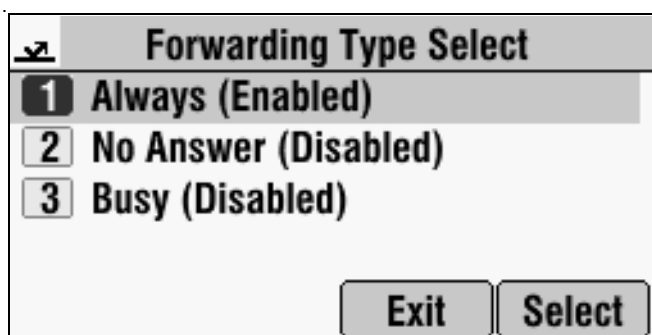 Forwarding Type Select
1 Always (Enabled)
2 No Answer (Disabled)
3 Busy (Disabled)
Exit Select